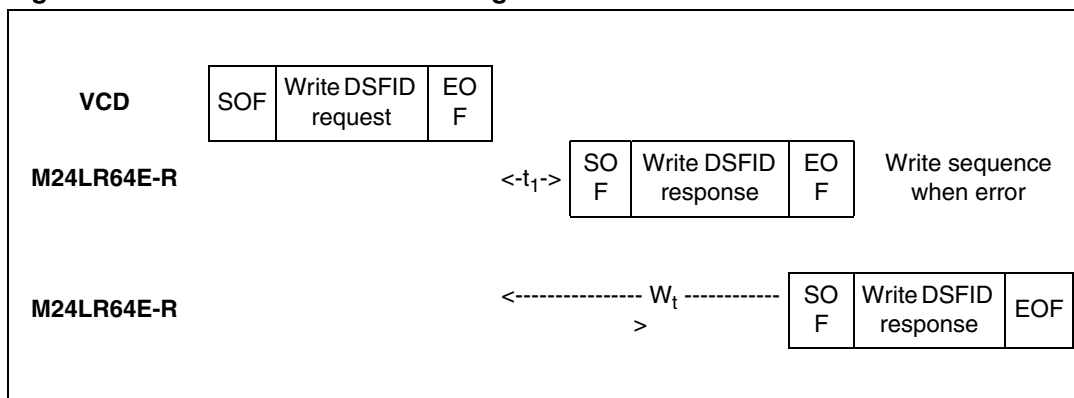 VCD SOF Write DSFID request EO F
M24LR64E-R <-t1-> SO F Write DSFID response EO F Write sequence when error
M24LR64E-R <---------------- Wt ------------ > SO F Write DSFID response EOF